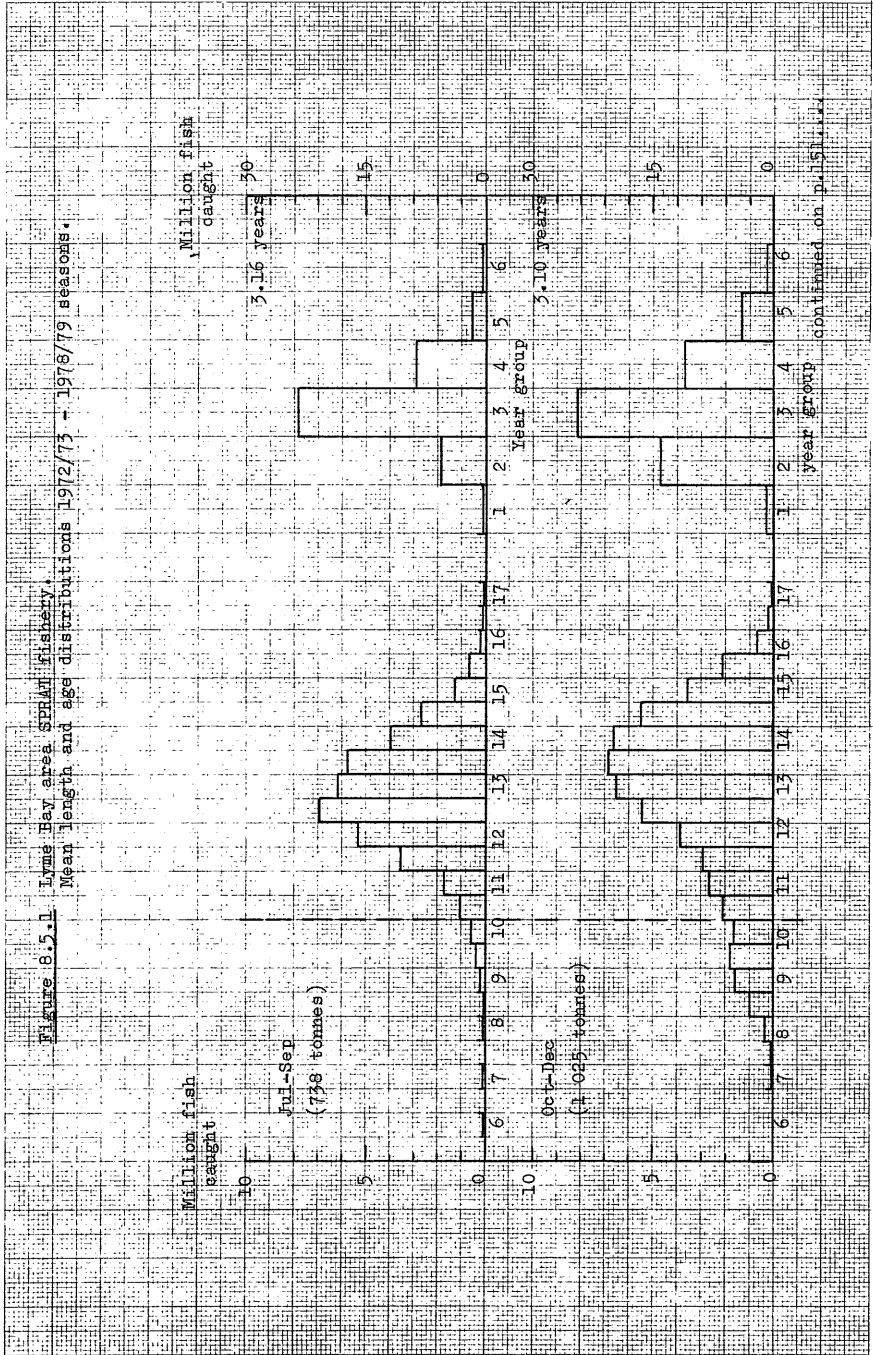 Figure 8.5.1 Lyme Bay area SPRAT fishery.
Mean length and age distributions 1972/73 - 1978/79 seasons.
Million fish
caught
Million fish
caught
10
5
0
Jul-Sep
(738 tonnes)
30
15
0
3.16 years
6 7 8 9 10 11 12 13 14 15 16 17
1 2 3 4 5 6
Year group
10
5
0
Oct-Dec
(1 025 tonnes)
30
15
0
3.10 years
6 7 8 9 10 11 12 13 14 15 16 17
1 2 3 4 5 6
year group
continued on p.151....